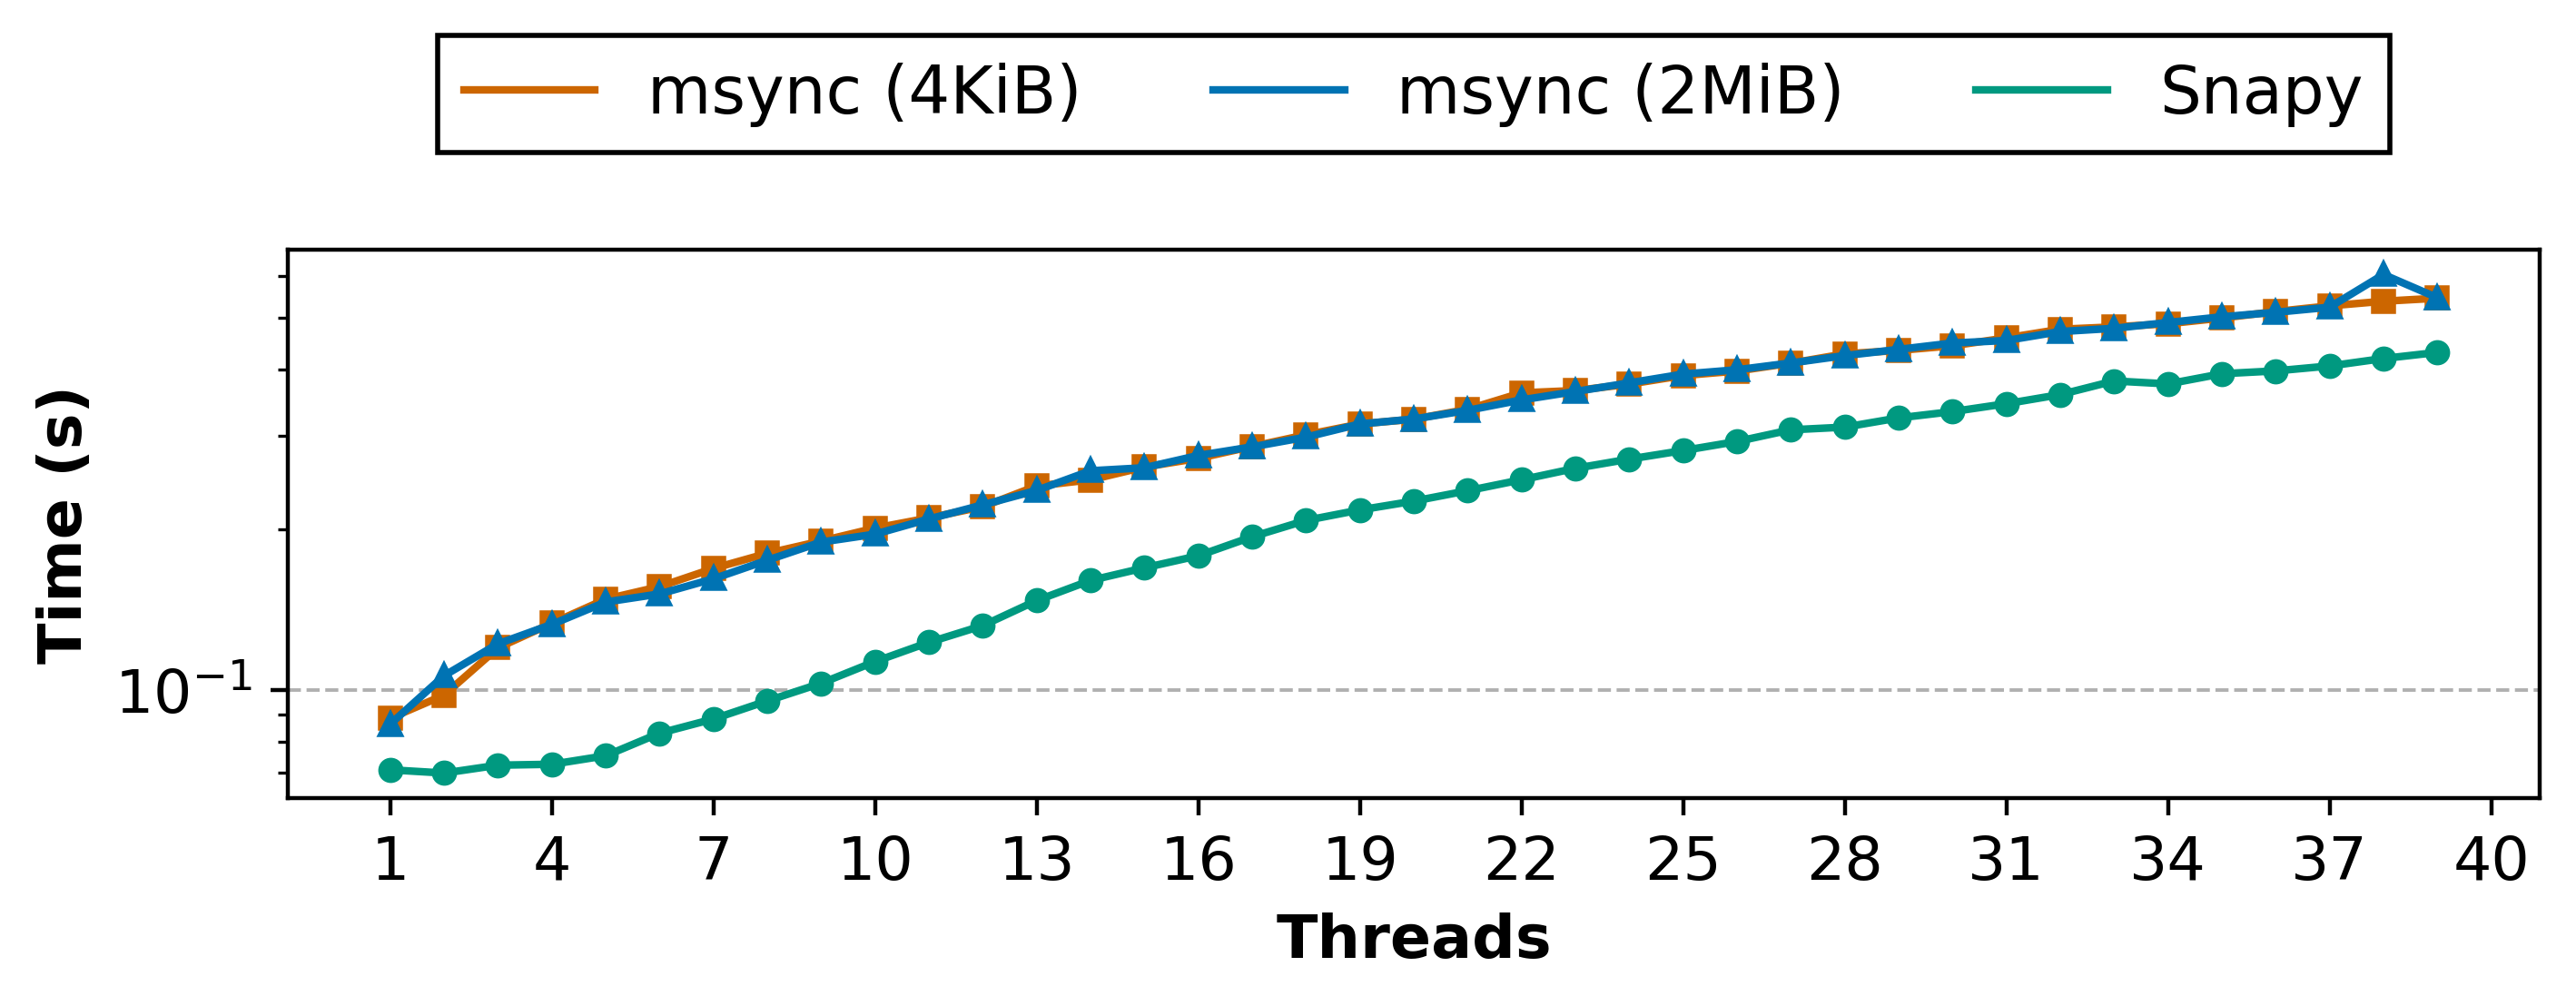 msync (4KiB) msync (2MiB) Snapy
Time (s)
10⁻¹
1 4 7 10 13 16 19 22 25 28 31 34 37 40
Threads